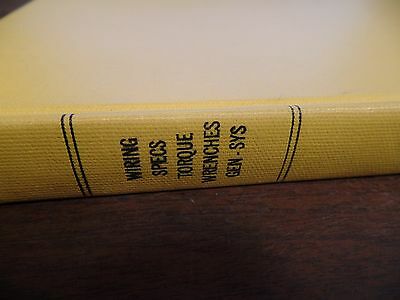 WIRING
SPECS
TORQUE
WRENCHES
GEN-SYS